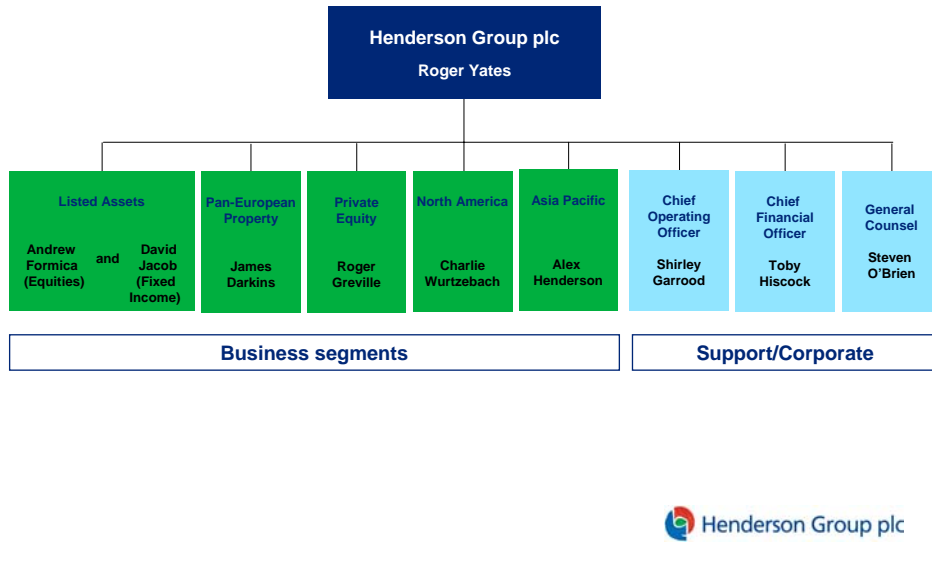 Henderson Group plc
Roger Yates
Listed Assets
Andrew
Formica
(Equities)
and
David
Jacob
(Fixed
Income)
Pan-European
Property
James
Darkins
Private
Equity
Roger
Greville
North America
Charlie
Wurtzebach
Asia Pacific
Alex
Henderson
Chief
Operating
Officer
Shirley
Garrood
Chief
Financial
Officer
Toby
Hiscock
General
Counsel
Steven
O’Brien
Business segments
Support/Corporate
Henderson Group plc